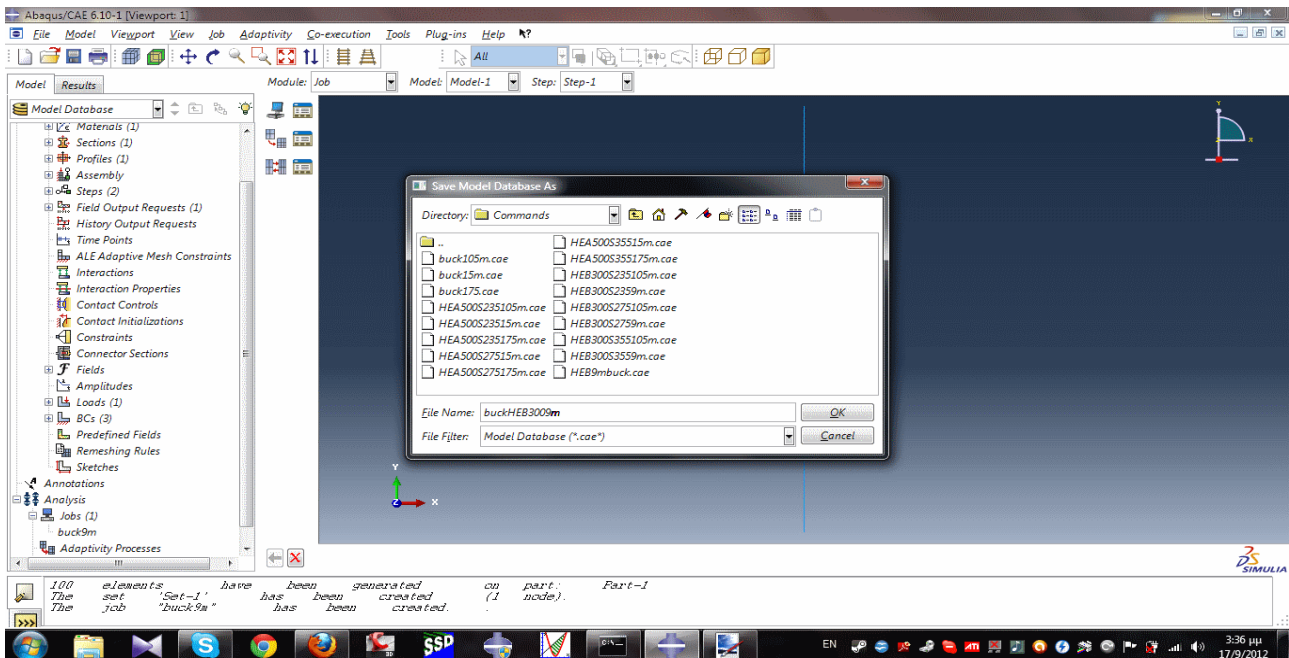 Abaqus/CAE 6.10-1 [Viewport: 1]
File Model Viewport View Job Adaptivity Co-execution Tools Plug-ins Help
All
Model Results
Module: Job Model: Model-1 Step: Step-1
Model Database
Materials (1)
Sections (1)
Profiles (1)
Assembly
Steps (2)
Field Output Requests (1)
History Output Requests
Time Points
ALE Adaptive Mesh Constraints
Interactions
Interaction Properties
Contact Controls
Contact Initializations
Constraints
Connector Sections
Fields
Amplitudes
Loads (1)
BCs (3)
Predefined Fields
Remeshing Rules
Sketches
Annotations
Analysis
Jobs (1)
buck9m
Adaptivity Processes
Save Model Database As
Directory: Commands
..
buck105m.cae
buck15m.cae
buck175.cae
HEA500S235105m.cae
HEA500S23515m.cae
HEA500S235175m.cae
HEA500S27515m.cae
HEA500S275175m.cae
HEA500S35515m.cae
HEA500S355175m.cae
HEB300S235105m.cae
HEB300S2359m.cae
HEB300S275105m.cae
HEB300S2759m.cae
HEB300S355105m.cae
HEB300S3559m.cae
HEB9mbuck.cae
File Name: buckHEB3009m
OK
File Filter: Model Database (*.cae*)
Cancel
Y
X
Z
Y
X
SIMULIA
100 elements have been generated on part: Part-1
The set 'Set-1' has been created (1 node).
The job "buck9m" has been created.
>>>
SSP
EN
3:36 μμ
17/9/2012